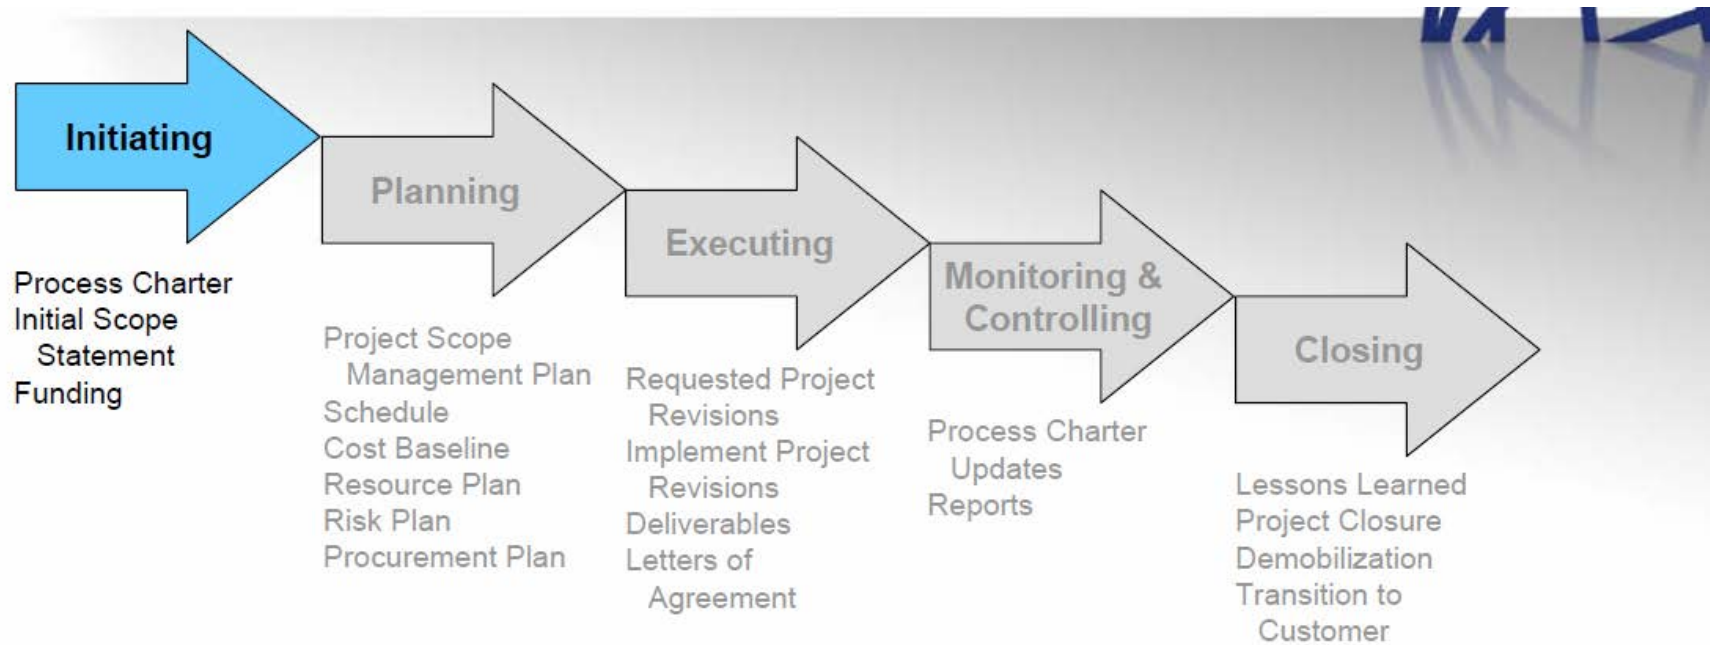 Initiating
Process Charter
Initial Scope
Statement
Funding
Planning
Project Scope
Management Plan
Schedule
Cost Baseline
Resource Plan
Risk Plan
Procurement Plan
Executing
Requested Project
Revisions
Implement Project
Revisions
Deliverables
Letters of
Agreement
Monitoring &
Controlling
Process Charter
Updates
Reports
Closing
Lessons Learned
Project Closure
Demobilization
Transition to
Customer